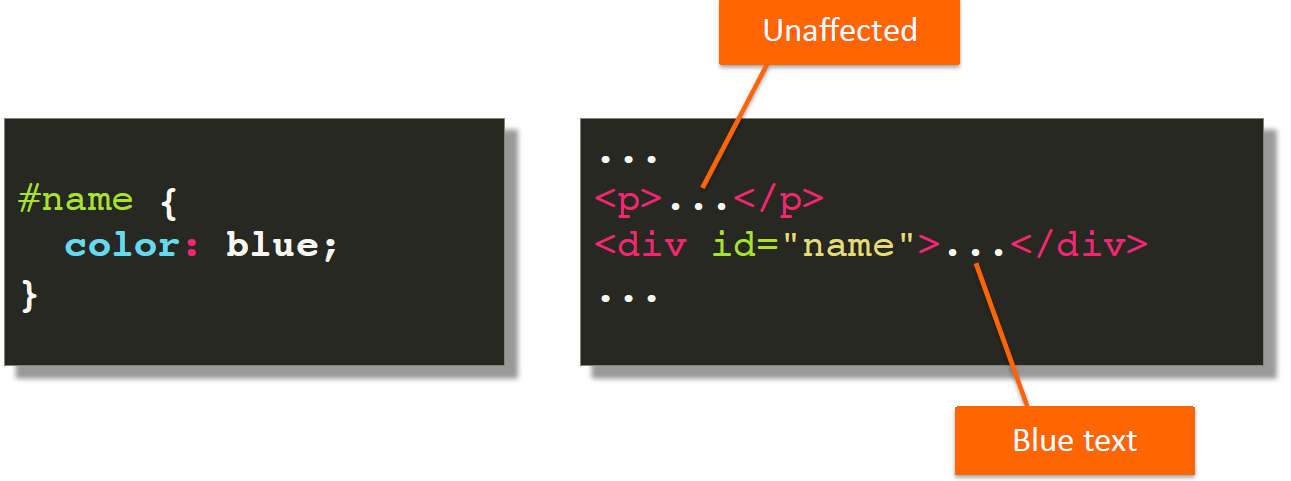 Unaffected
#name {
  color: blue;
}
...
<p>...</p>
<div id="name">...</div>
...
Blue text